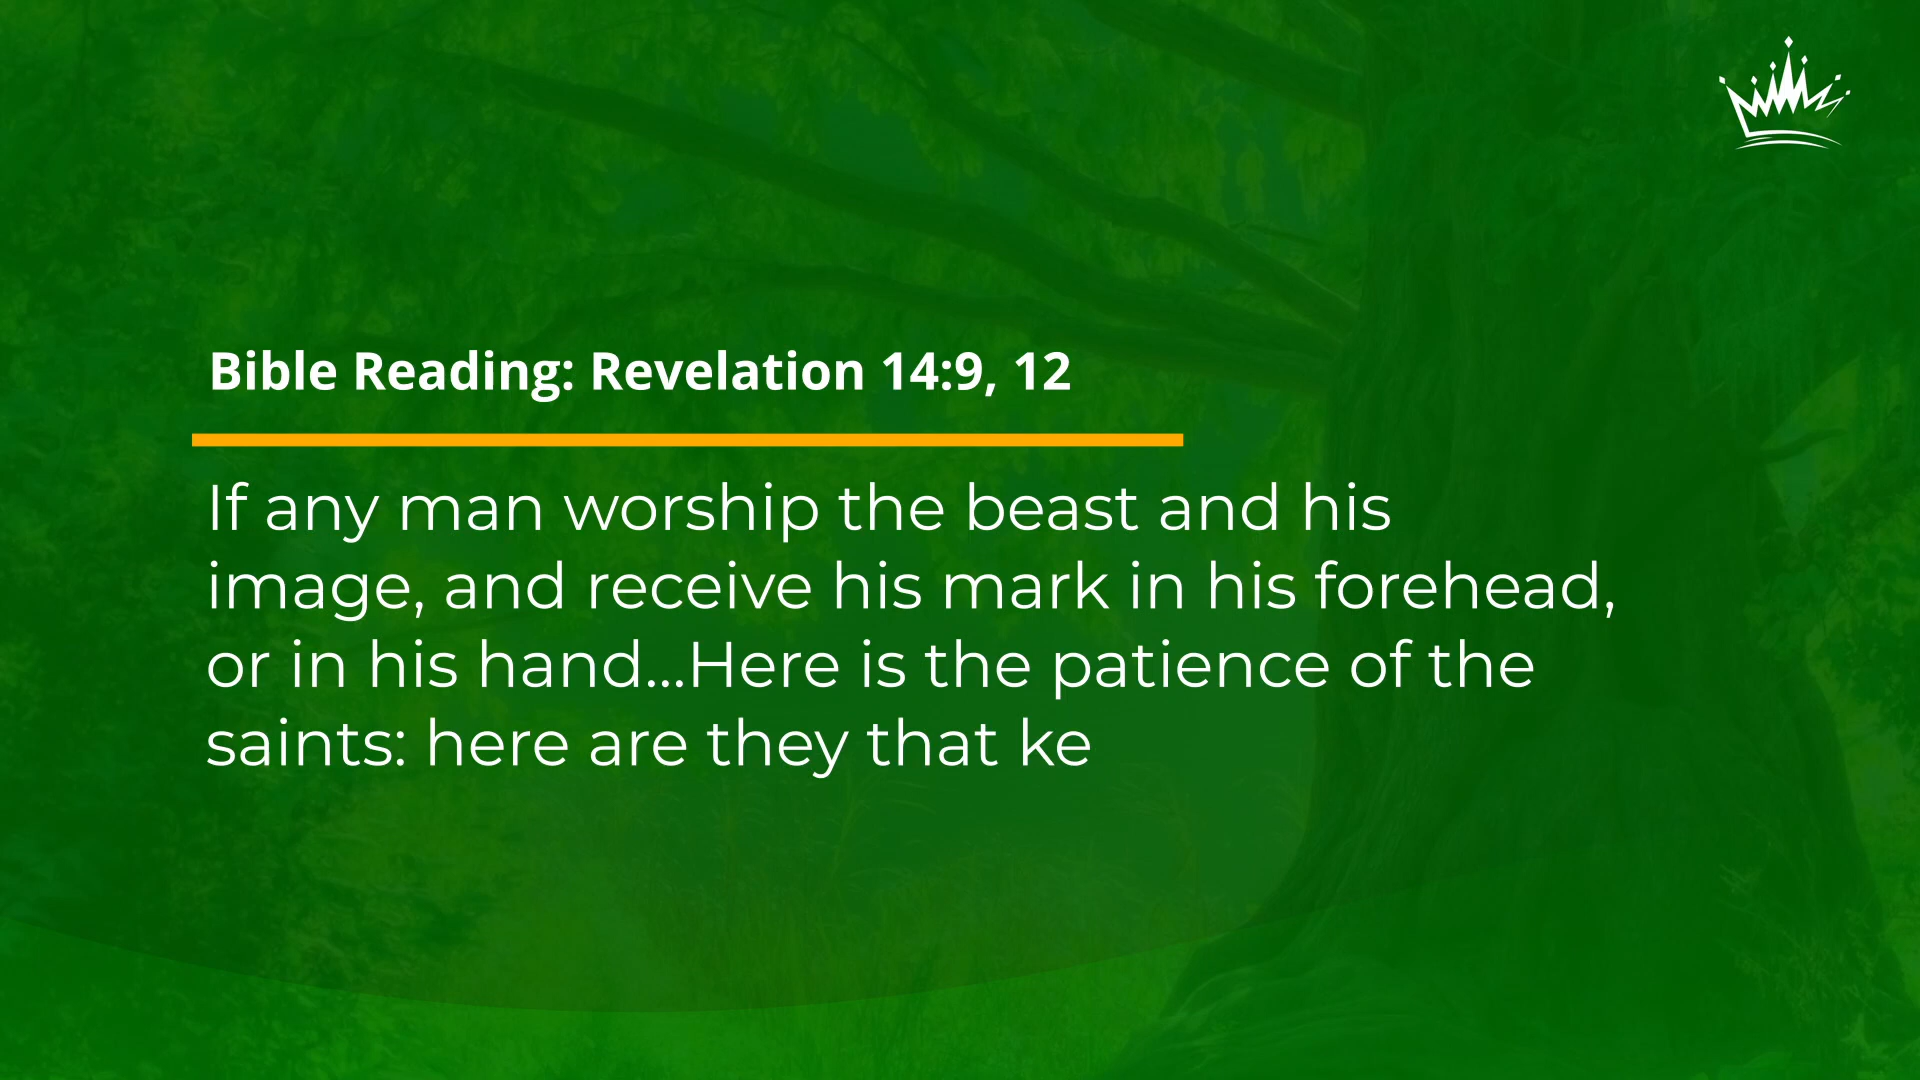 Bible Reading: Revelation 14:9, 12
If any man worship the beast and his
image, and receive his mark in his forehead,
or in his hand...Here is the patience of the
saints: here are they that ke